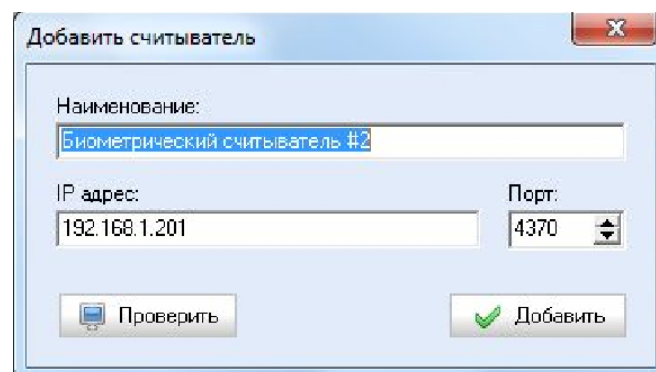 Добавить считыватель
Наименование:
Биометрический считыватель #2
IP адрес: Порт:
192.168.1.201 4370
Проверить Добавить